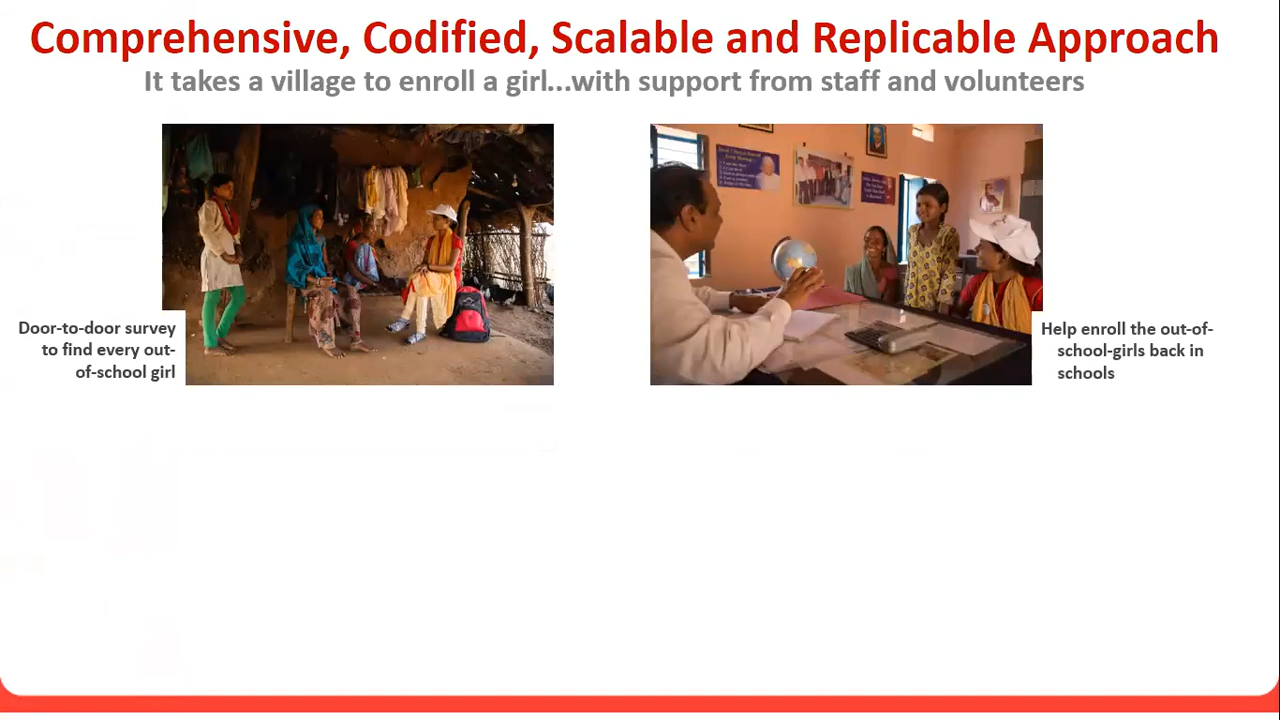 Comprehensive, Codified, Scalable and Replicable Approach
It takes a village to enroll a girl...with support from staff and volunteers
Door-to-door survey
to find every out-
of-school girl
Help enroll the out-of-
school-girls back in
schools